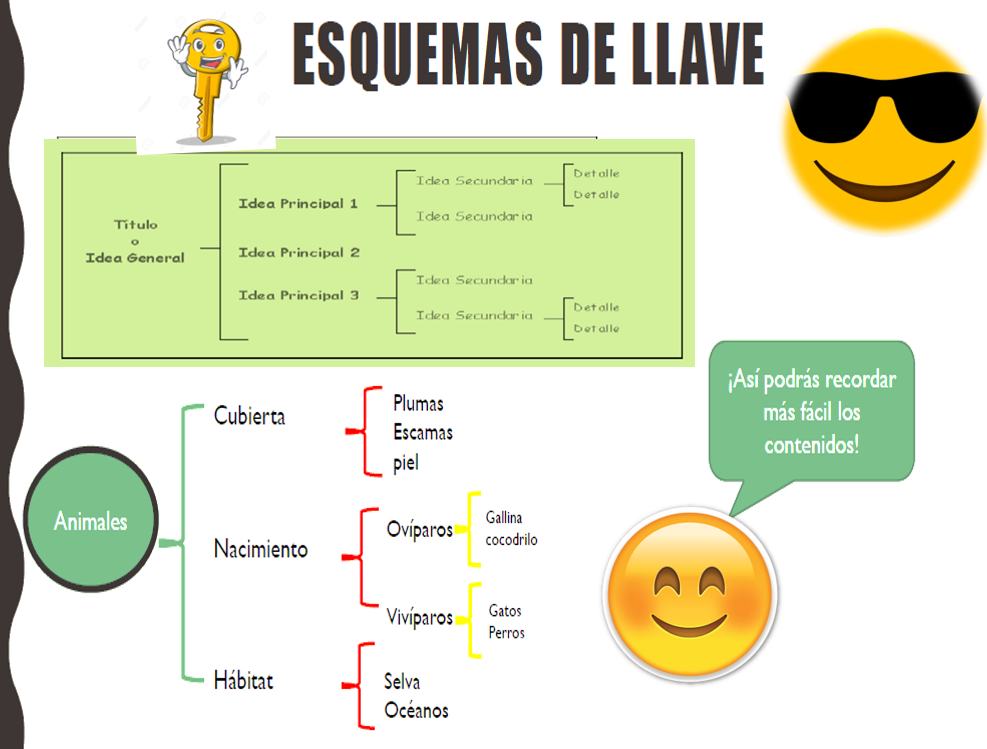 ESQUEMAS DE LLAVE
Título
o
Idea General
Idea Principal 1
Idea Secundaria
Detalle
Detalle
Idea Secundaria
Idea Principal 2
Idea Principal 3
Idea Secundaria
Idea Secundaria
Detalle
Detalle
¡Así podrás recordar
más fácil los
contenidos!
Animales
Cubierta
Plumas
Escamas
piel
Nacimiento
Ovíparos
Gallina
cocodrilo
Vivíparos
Gatos
Perros
Hábitat
Selva
Océanos